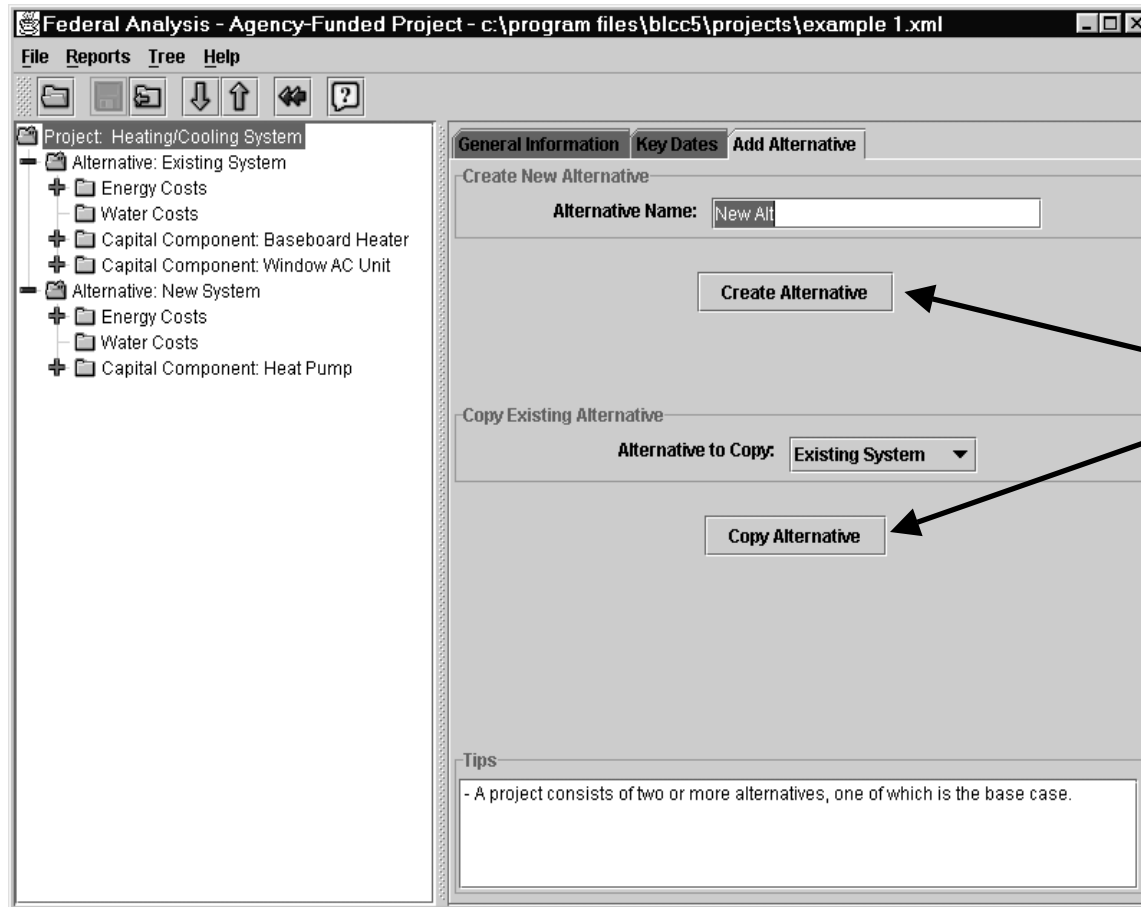 Federal Analysis - Agency-Funded Project - c:\program files\blcc5\projects\example 1.xml
File Reports Tree Help
?
Project: Heating/Cooling System
Alternative: Existing System
Energy Costs
Water Costs
Capital Component: Baseboard Heater
Capital Component: Window AC Unit
Alternative: New System
Energy Costs
Water Costs
Capital Component: Heat Pump
General Information Key Dates Add Alternative
Create New Alternative
Alternative Name: New Alt
Create Alternative
Copy Existing Alternative
Alternative to Copy: Existing System
Copy Alternative
Tips
- A project consists of two or more alternatives, one of which is the base case.